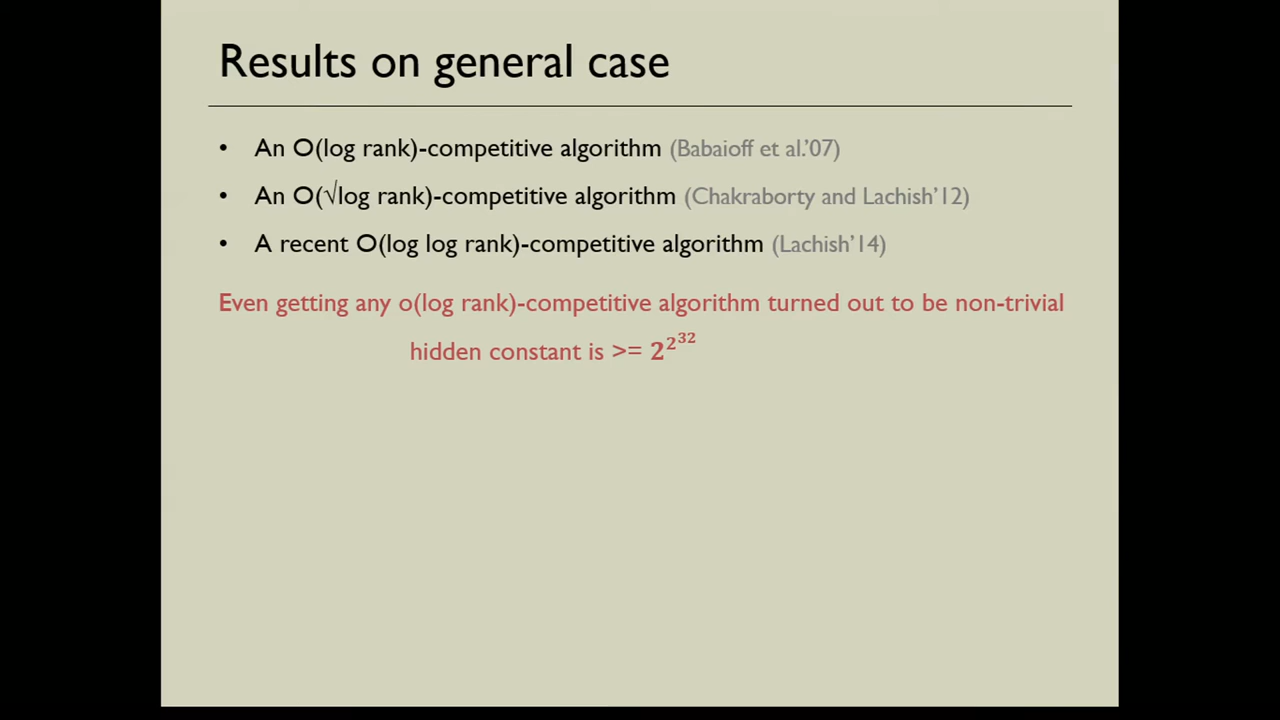 Results on general case
• An O(log rank)-competitive algorithm (Babaioff et al.'07)
• An O(√log rank)-competitive algorithm (Chakraborty and Lachish'12)
• A recent O(log log rank)-competitive algorithm (Lachish'14)
Even getting any o(log rank)-competitive algorithm turned out to be non-trivial
hidden constant is >= 2^2^32